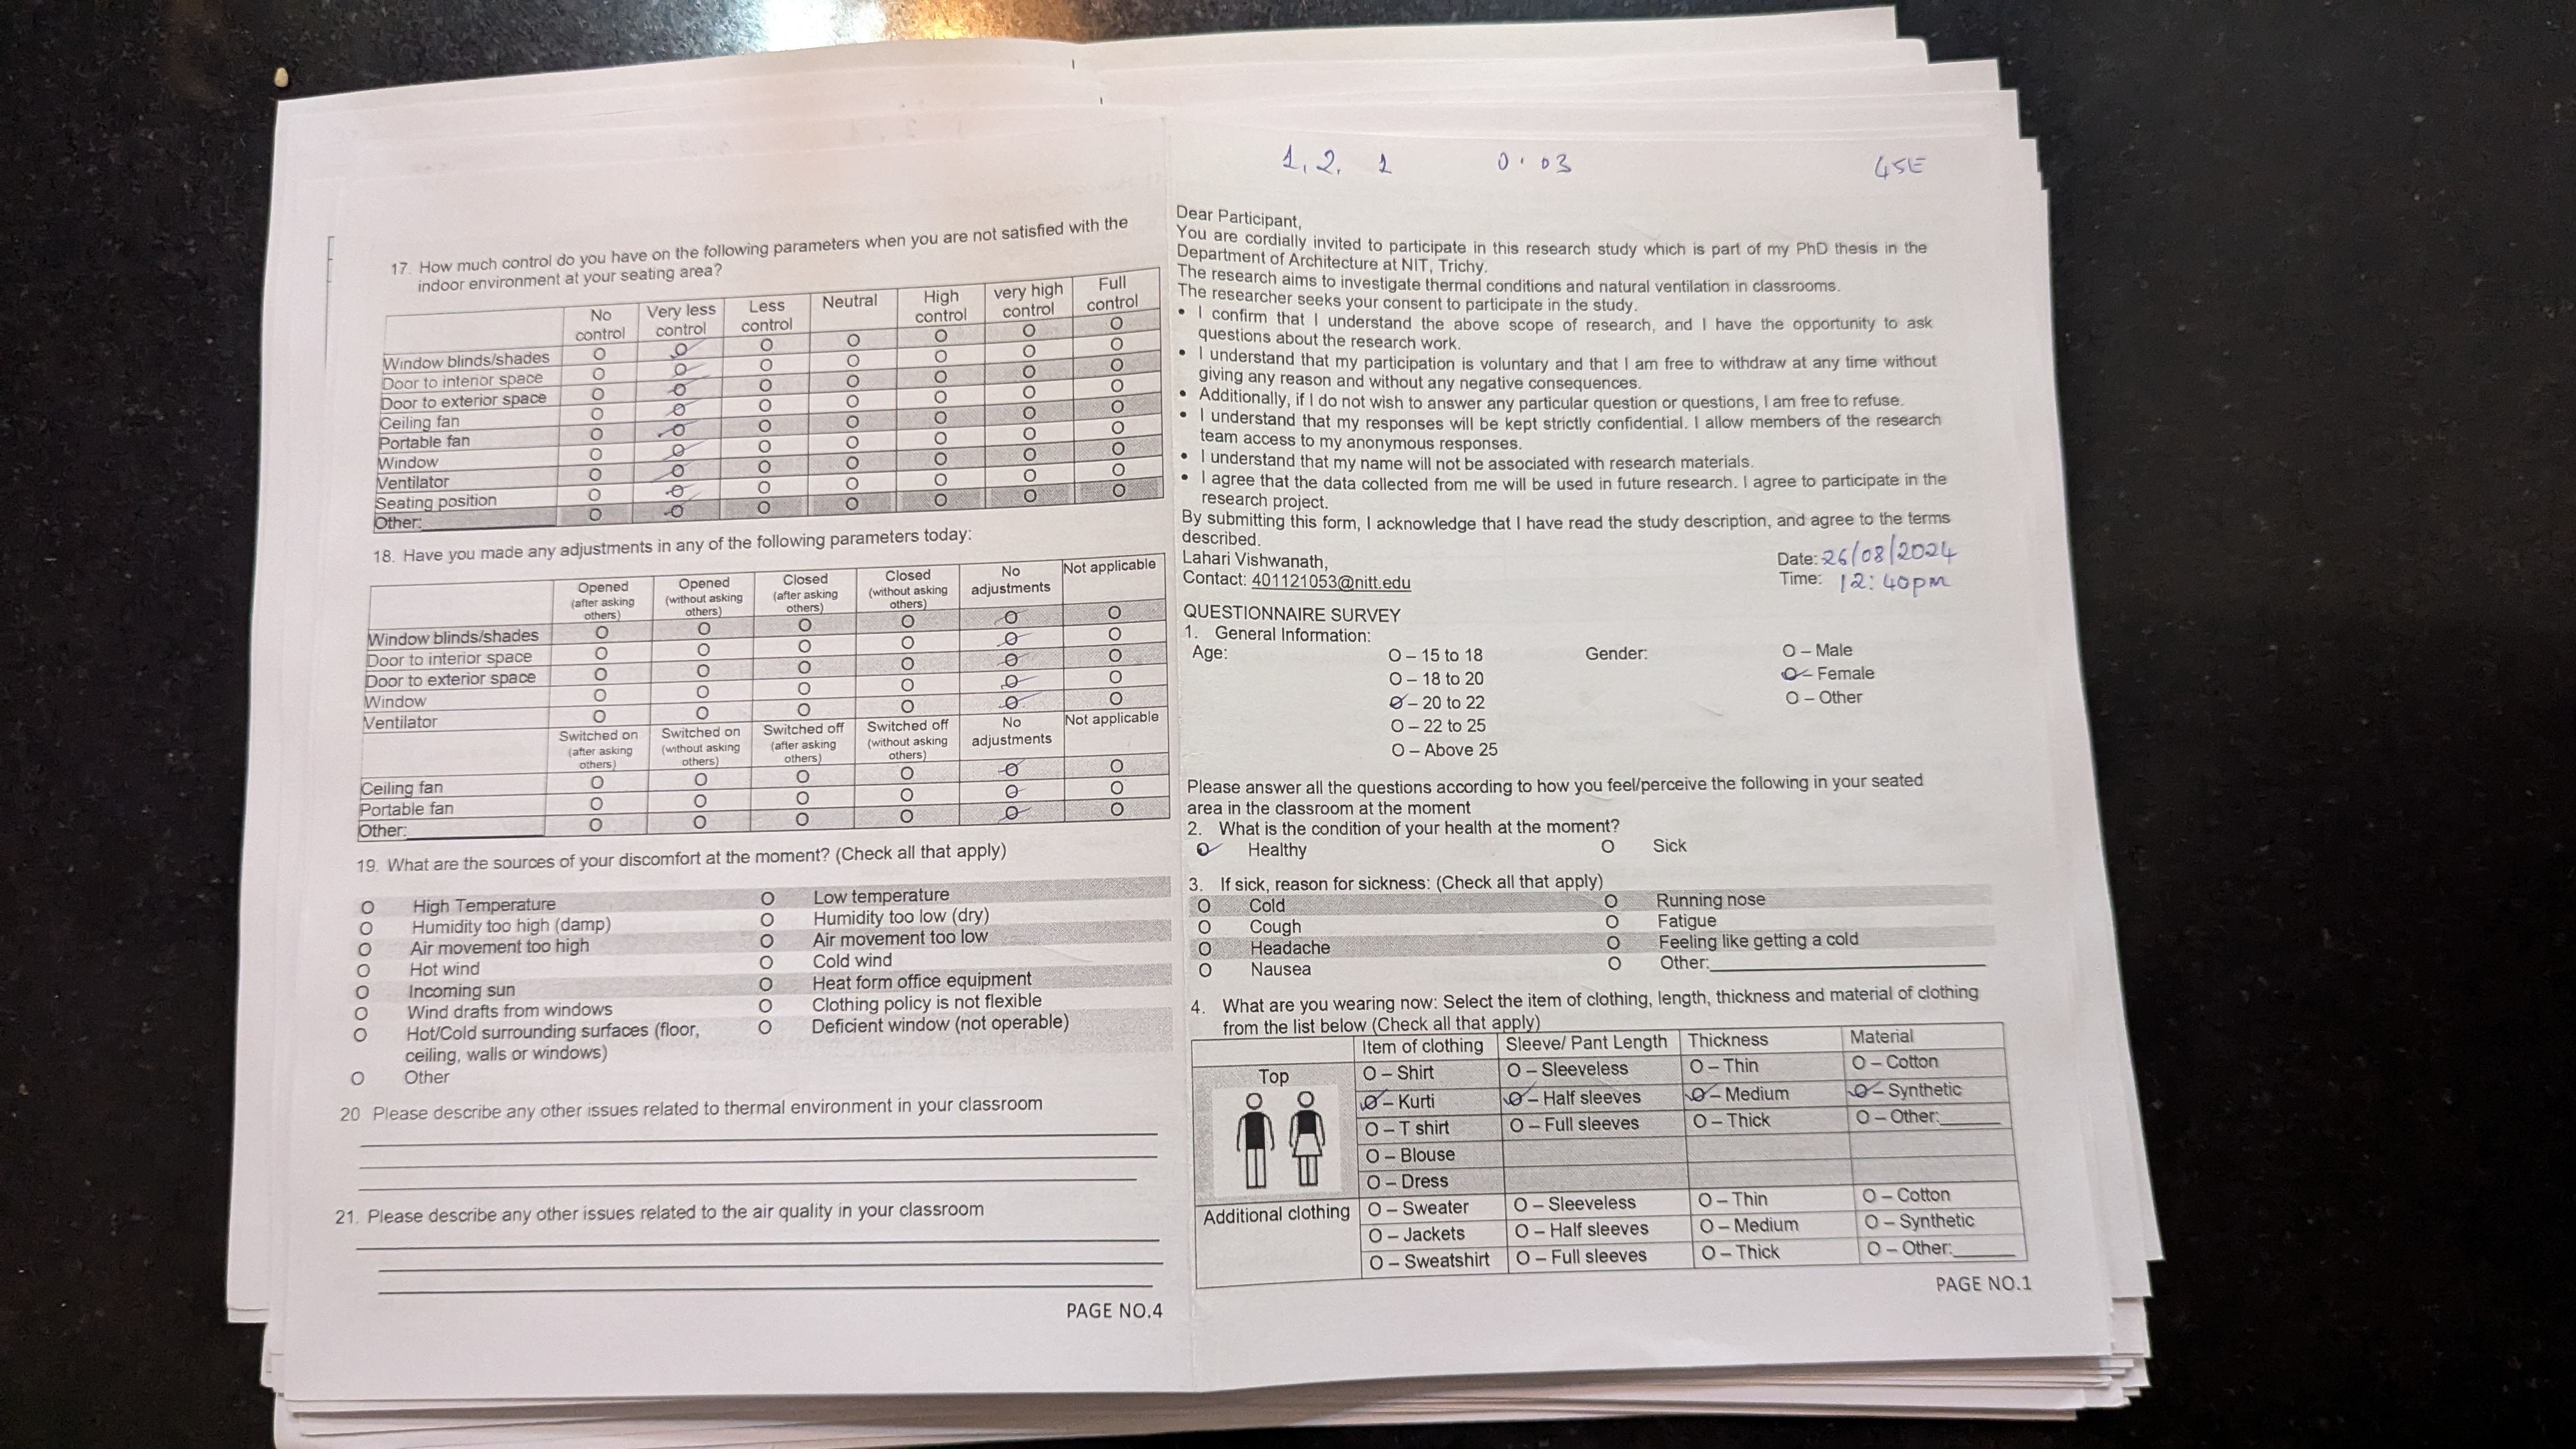 17. How much control do you have on the following parameters when you are not satisfied with the
indoor environment at your seating area?
No control Very less control Less control Neutral High control very high control Full control
Window blinds/shades O O O O O O O
Door to interior space O O O O O O O
Door to exterior space O O O O O O O
Ceiling fan O O O O O O O
Portable fan O O O O O O O
Window O O O O O O O
Ventilator O O O O O O O
Seating position O O O O O O O
Other: O O O O O O O
18. Have you made any adjustments in any of the following parameters today:
Opened (after asking others) Opened (without asking others) Closed (after asking others) Closed (without asking others) No adjustments Not applicable
Window blinds/shades O O O O O O
Door to interior space O O O O O O
Door to exterior space O O O O O O
Window O O O O O O
Ventilator O O O O O O
Switched on (after asking others) Switched on (without asking others) Switched off (after asking others) Switched off (without asking others) No adjustments Not applicable
Ceiling fan O O O O O O
Portable fan O O O O O O
Other: O O O O O O
19. What are the sources of your discomfort at the moment? (Check all that apply)
O High Temperature O Low temperature
O Humidity too high (damp) O Humidity too low (dry)
O Air movement too high O Air movement too low
O Hot wind O Cold wind
O Incoming sun O Heat form office equipment
O Wind drafts from windows O Clothing policy is not flexible
O Hot/Cold surrounding surfaces (floor, O Deficient window (not operable)
ceiling, walls or windows)
O Other
20 Please describe any other issues related to thermal environment in your classroom
21. Please describe any other issues related to the air quality in your classroom
PAGE NO.4
1, 2, 1 0.03 45E
Dear Participant,
You are cordially invited to participate in this research study which is part of my PhD thesis in the
Department of Architecture at NIT, Trichy.
The research aims to investigate thermal conditions and natural ventilation in classrooms.
The researcher seeks your consent to participate in the study.
• I confirm that I understand the above scope of research, and I have the opportunity to ask
questions about the research work.
• I understand that my participation is voluntary and that I am free to withdraw at any time without
giving any reason and without any negative consequences.
• Additionally, if I do not wish to answer any particular question or questions, I am free to refuse.
• I understand that my responses will be kept strictly confidential. I allow members of the research
team access to my anonymous responses.
• I understand that my name will not be associated with research materials.
• I agree that the data collected from me will be used in future research. I agree to participate in the
research project.
By submitting this form, I acknowledge that I have read the study description, and agree to the terms
described.
Lahari Vishwanath,
Contact: 401121053@nitt.edu
Date: 26/08/2024
Time: 12:40pm
QUESTIONNAIRE SURVEY
1. General Information:
Age: O – 15 to 18 Gender: O – Male
O – 18 to 20 O – Female
O – 20 to 22 O – Other
O – 22 to 25
O – Above 25
Please answer all the questions according to how you feel/perceive the following in your seated
area in the classroom at the moment
2. What is the condition of your health at the moment?
O Healthy O Sick
3. If sick, reason for sickness: (Check all that apply)
O Cold O Running nose
O Cough O Fatigue
O Headache O Feeling like getting a cold
O Nausea O Other:
4. What are you wearing now: Select the item of clothing, length, thickness and material of clothing
from the list below (Check all that apply)
Item of clothing Sleeve/ Pant Length Thickness Material
Top O – Shirt O – Sleeveless O – Thin O – Cotton
O – Kurti O – Half sleeves O – Medium O – Synthetic
O – T shirt O – Full sleeves O – Thick O – Other:
O – Blouse
O – Dress
Additional clothing O – Sweater O – Sleeveless O – Thin O – Cotton
O – Jackets O – Half sleeves O – Medium O – Synthetic
O – Sweatshirt O – Full sleeves O – Thick O – Other:
PAGE NO.1